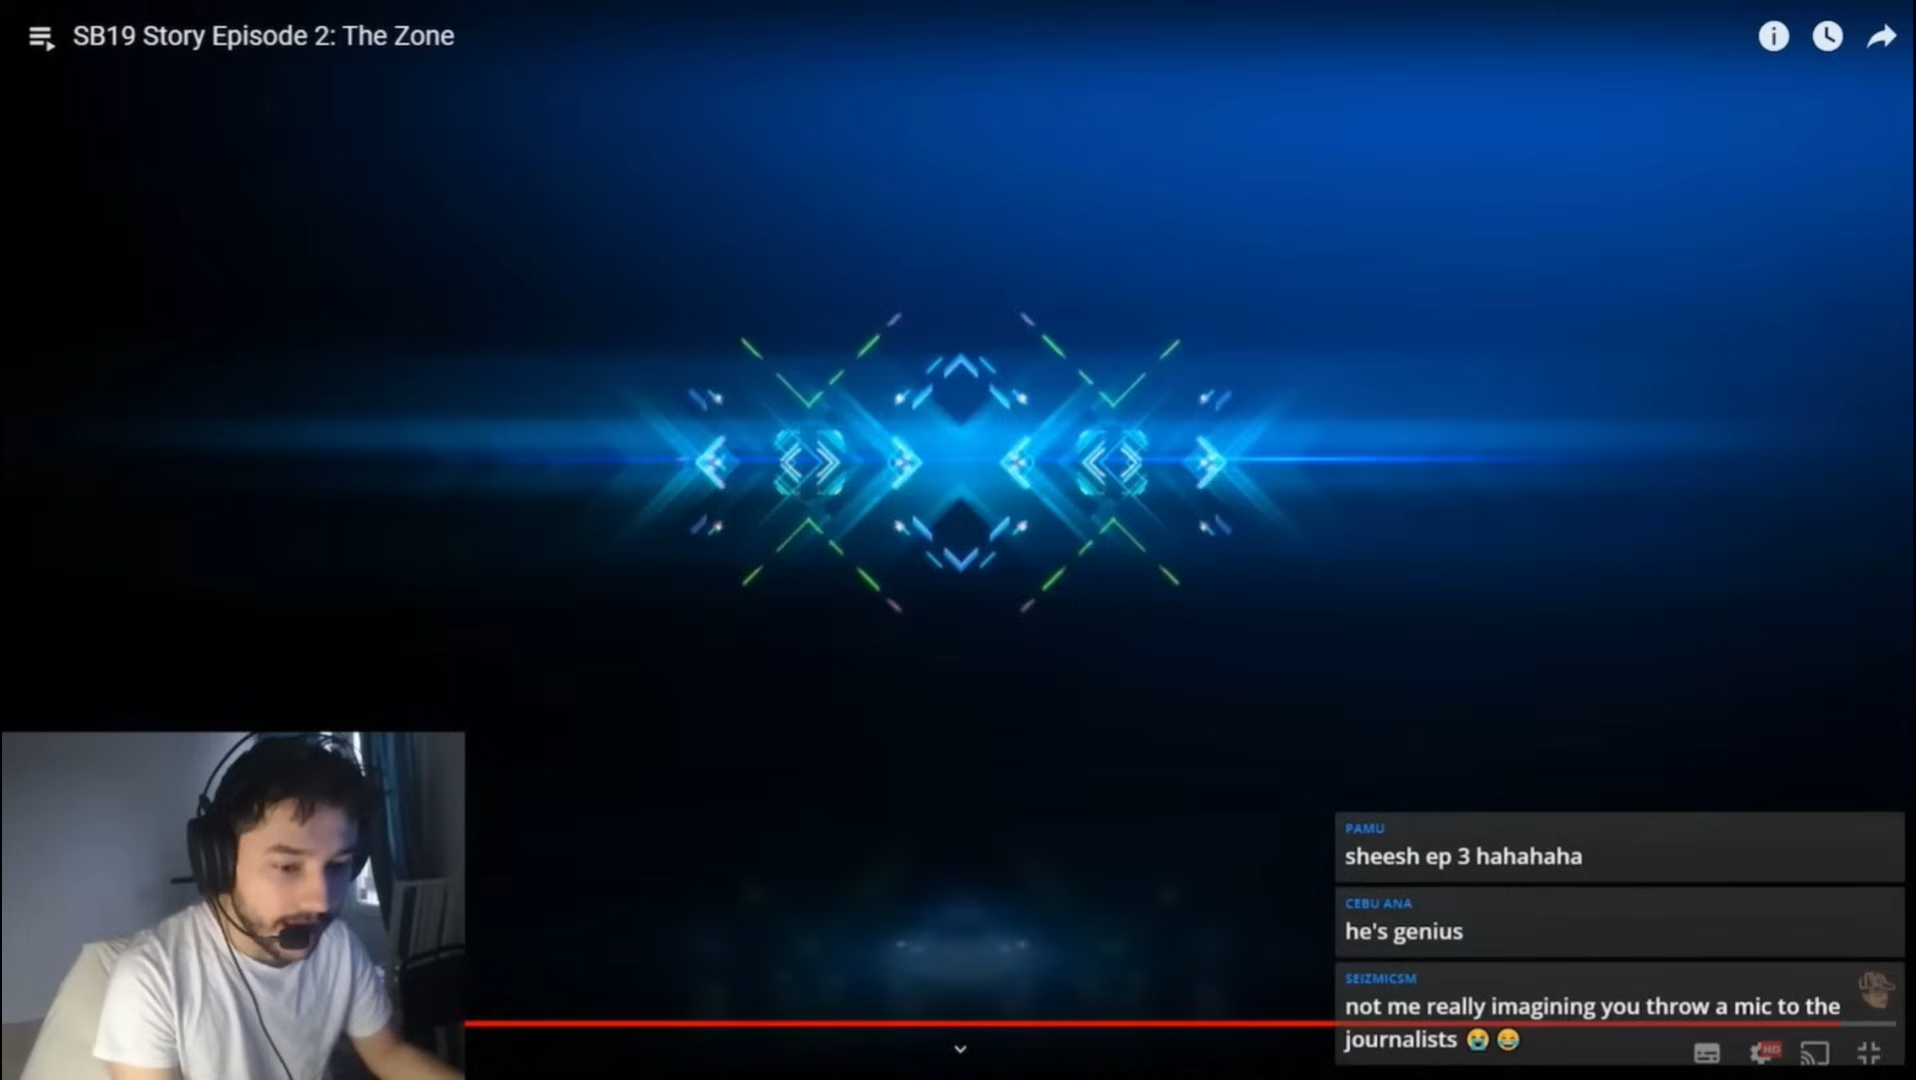 SB19 Story Episode 2: The Zone
PAMU
sheesh ep 3 hahahaha
CEBU ANA
he's genius
SEIZMICSM
not me really imagining you throw a mic to the
journalists 😭 😂
HD